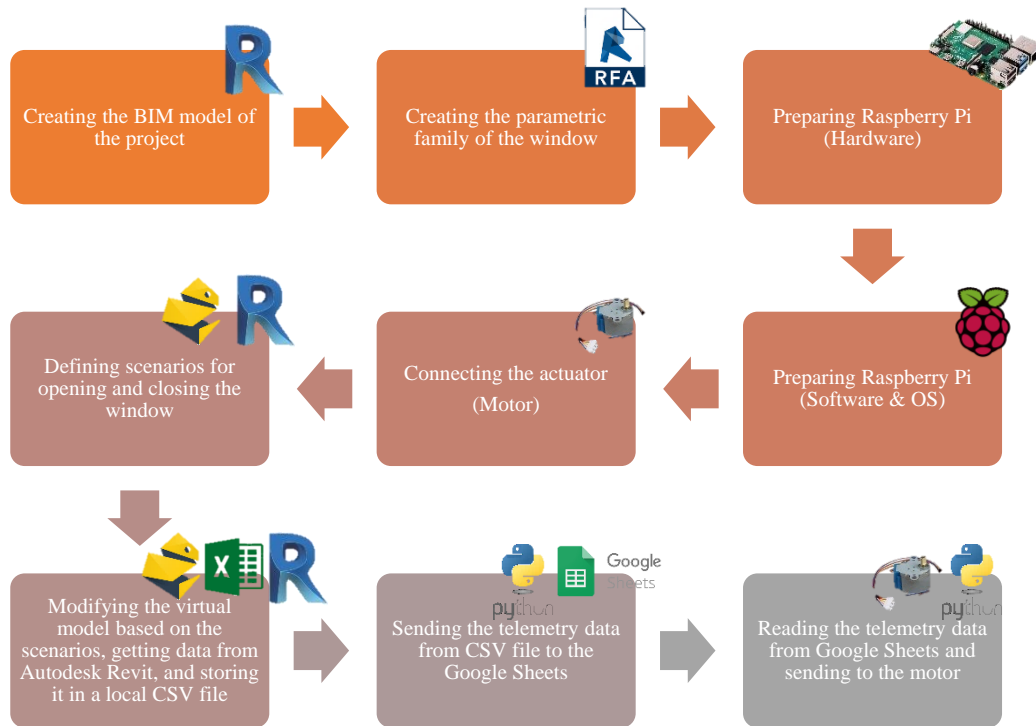 RFA
Creating the BIM model of
the project
Creating the parametric
family of the window
Preparing Raspberry Pi
(Hardware)
Defining scenarios for
opening and closing the
window
Connecting the actuator
(Motor)
Preparing Raspberry Pi
(Software & OS)
Modifying the virtual
model based on the
scenarios, getting data from
Autodesk Revit, and storing
it in a local CSV file
python
Google
Sheets
Sending the telemetry data
from CSV file to the
Google Sheets
python
Reading the telemetry data
from Google Sheets and
sending to the motor